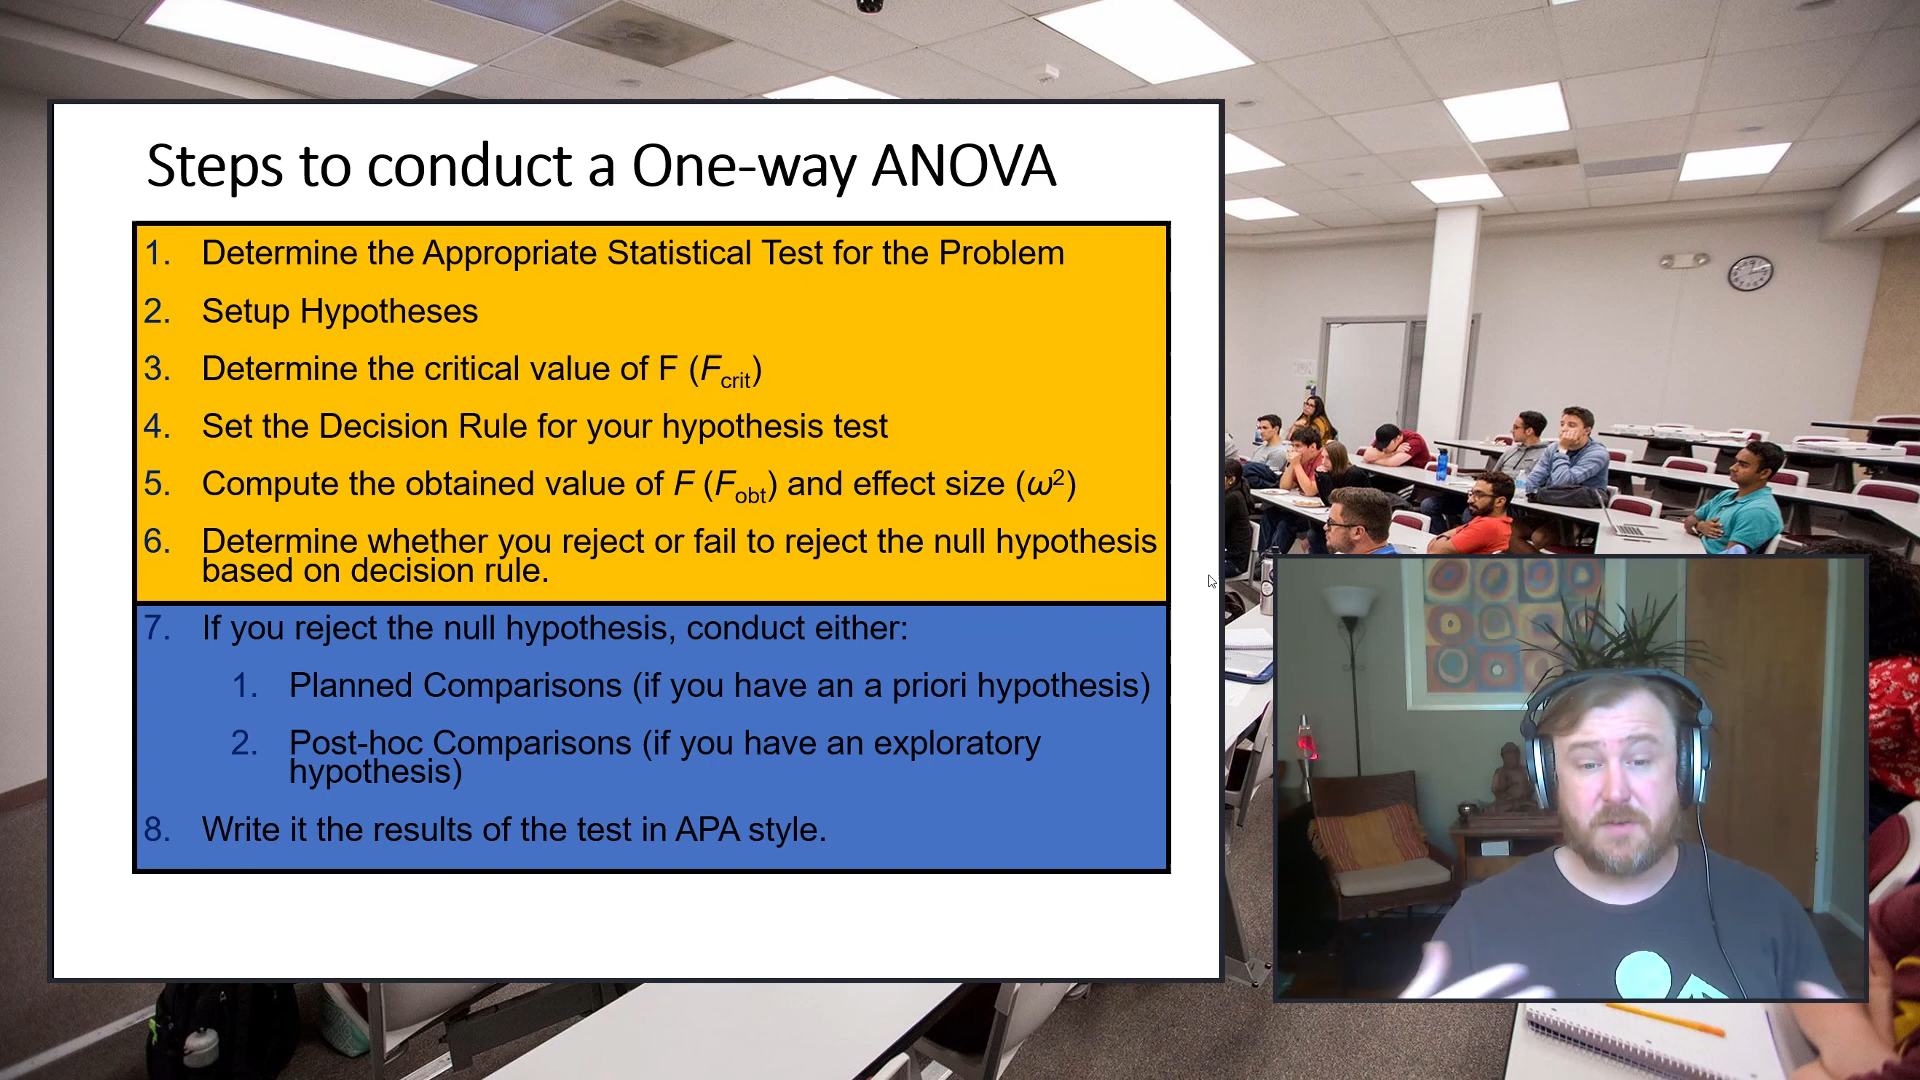 Steps to conduct a One-way ANOVA
1. Determine the Appropriate Statistical Test for the Problem
2. Setup Hypotheses
3. Determine the critical value of F (Fcrit)
4. Set the Decision Rule for your hypothesis test
5. Compute the obtained value of F (Fobt) and effect size (ω²)
6. Determine whether you reject or fail to reject the null hypothesis
based on decision rule.
7. If you reject the null hypothesis, conduct either:
1. Planned Comparisons (if you have an a priori hypothesis)
2. Post-hoc Comparisons (if you have an exploratory
hypothesis)
8. Write it the results of the test in APA style.